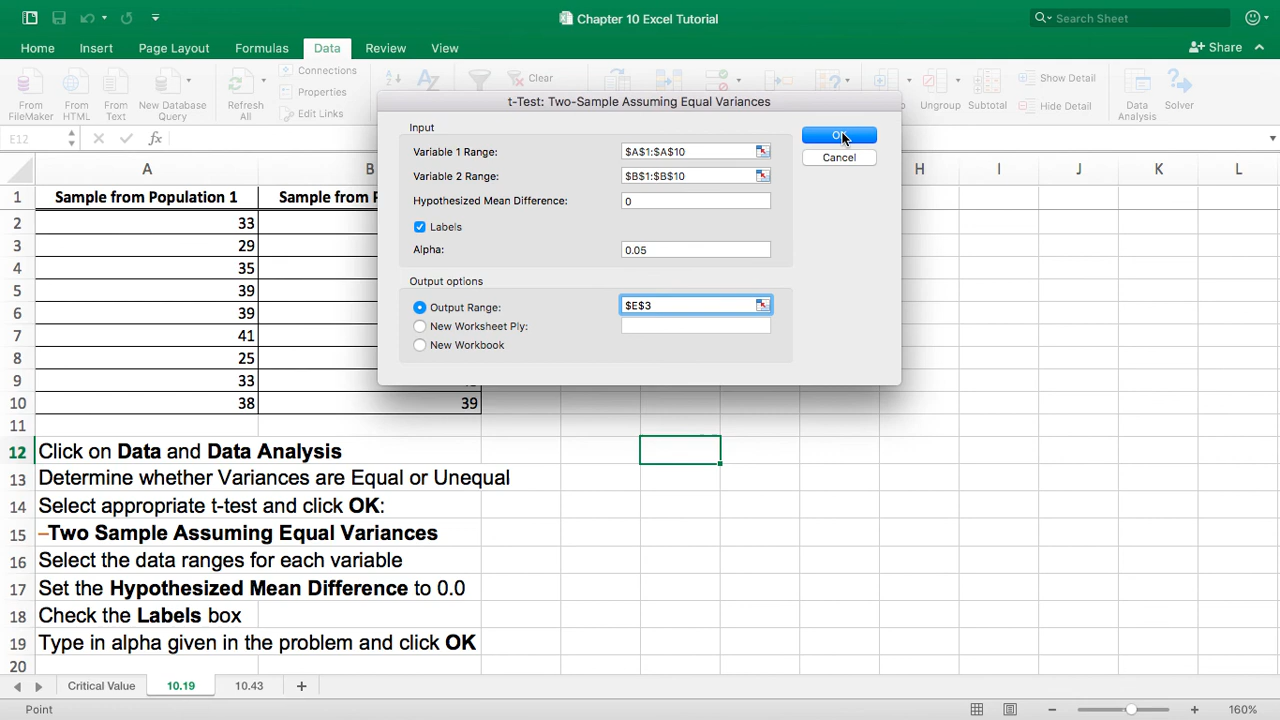 Chapter 10 Excel Tutorial
Search Sheet
Home Insert Page Layout Formulas Data Review View
Share
From FileMaker
From HTML
From Text
New Database Query
Refresh All
Connections
Properties
Edit Links
Clear
Ungroup
Subtotal
Show Detail
Hide Detail
Data Analysis
Solver
E12
fx
t-Test: Two-Sample Assuming Equal Variances
Input
Variable 1 Range: $A$1:$A$10
Variable 2 Range: $B$1:$B$10
Hypothesized Mean Difference: 0
Labels
Alpha: 0.05
Output options
Output Range: $E$3
New Worksheet Ply:
New Workbook
OK
Cancel
A B H I J K L
1 Sample from Population 1 Sample from
2 33
3 29
4 35
5 39
6 39
7 41
8 25
9 33
10 38 39
11
12 Click on Data and Data Analysis
13 Determine whether Variances are Equal or Unequal
14 Select appropriate t-test and click OK:
15 –Two Sample Assuming Equal Variances
16 Select the data ranges for each variable
17 Set the Hypothesized Mean Difference to 0.0
18 Check the Labels box
19 Type in alpha given in the problem and click OK
20
Critical Value 10.19 10.43
Point
160%